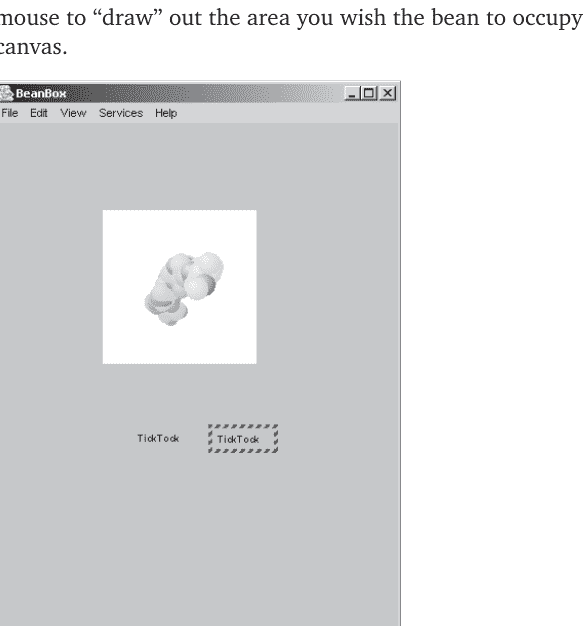 mouse to “draw” out the area you wish the bean to occupy
canvas.
BeanBox
File Edit View Services Help
TickTock TickTock